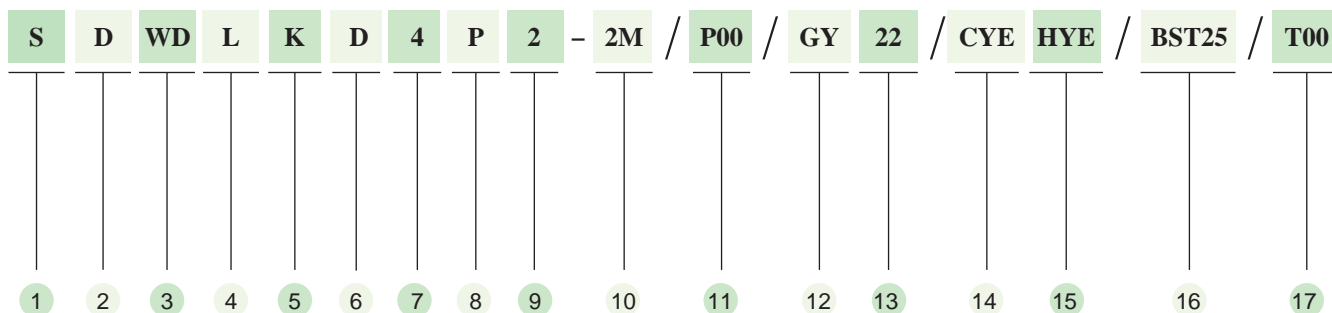 S D WD L K D 4 P 2 – 2M / P00 / GY 22 / CYE HYE / BST25 / T00
1 2 3 4 5 6 7 8 9 10 11 12 13 14 15 16 17